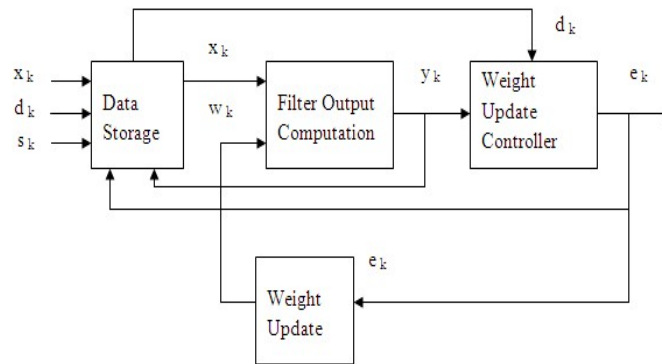 d k
x k
x k
d k
s k
Data
Storage
w k
Filter Output
Computation
y k
Weight
Update
Controller
e k
e k
Weight
Update